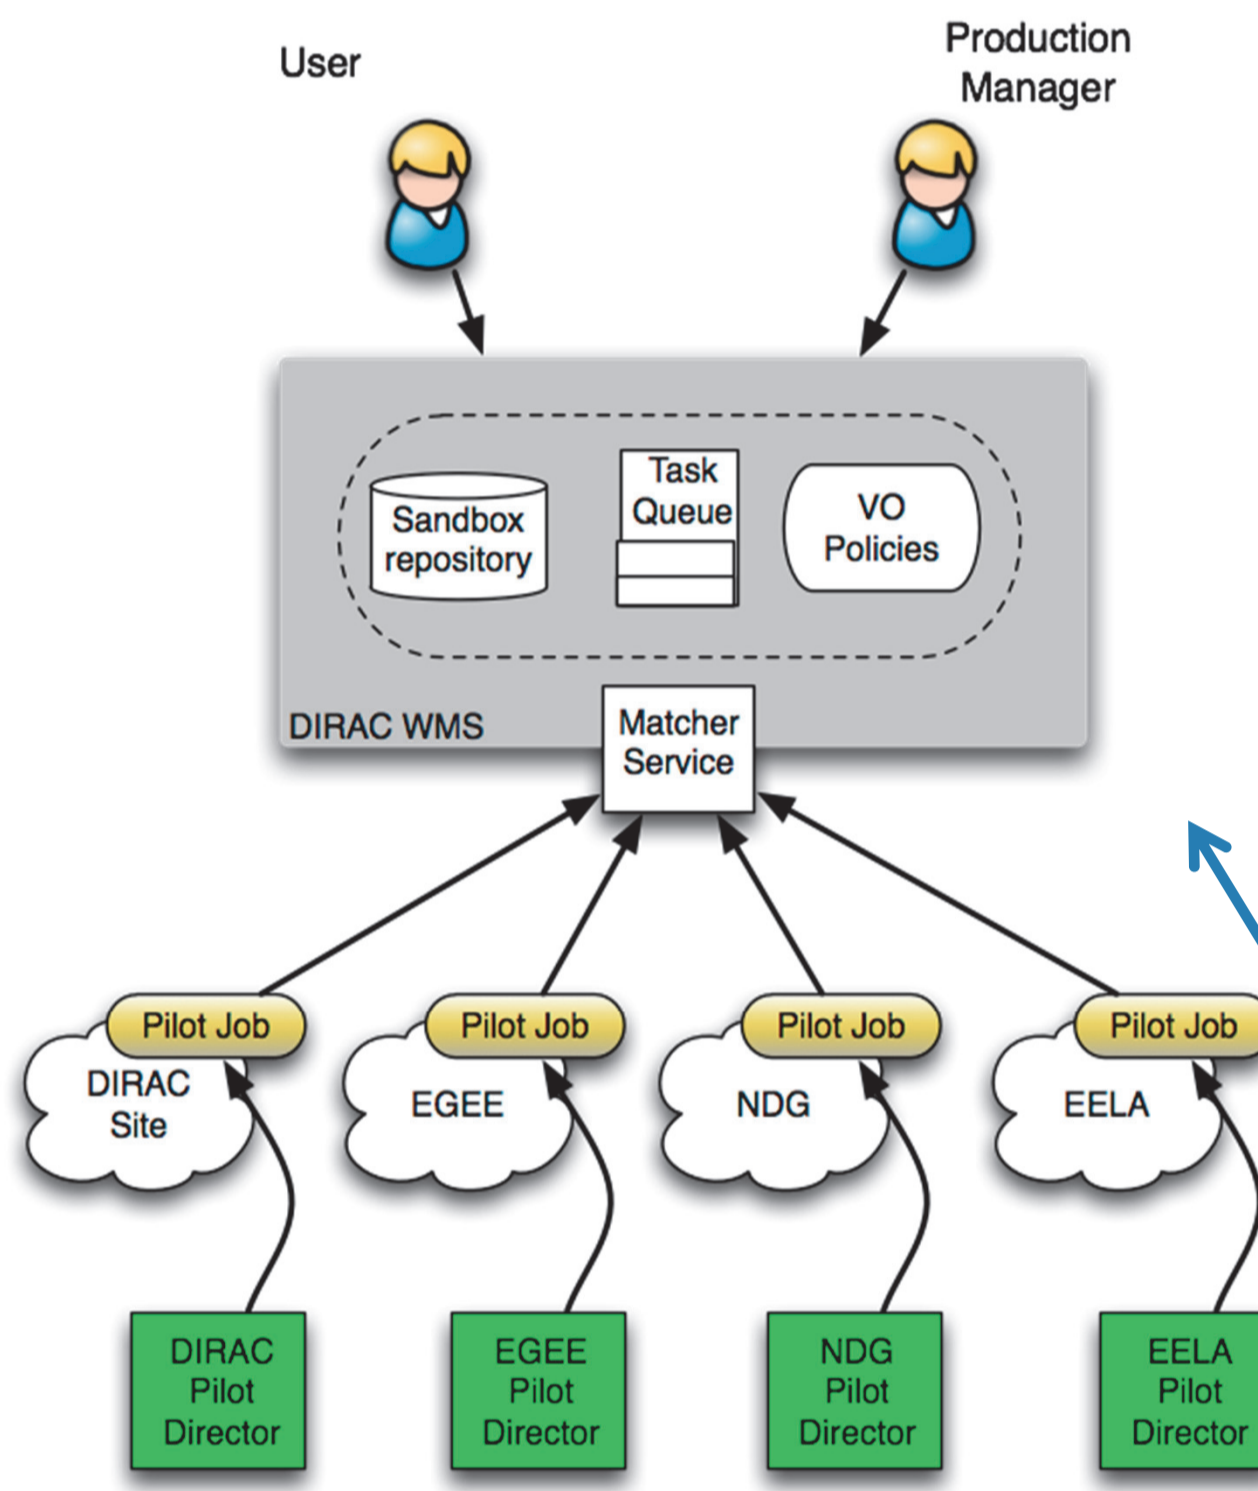 User
Production
Manager
Sandbox
repository
Task
Queue
VO
Policies
DIRAC WMS
Matcher
Service
Pilot Job
Pilot Job
Pilot Job
Pilot Job
DIRAC
Site
EGEE
NDG
EELA
DIRAC
Pilot
Director
EGEE
Pilot
Director
NDG
Pilot
Director
EELA
Pilot
Director